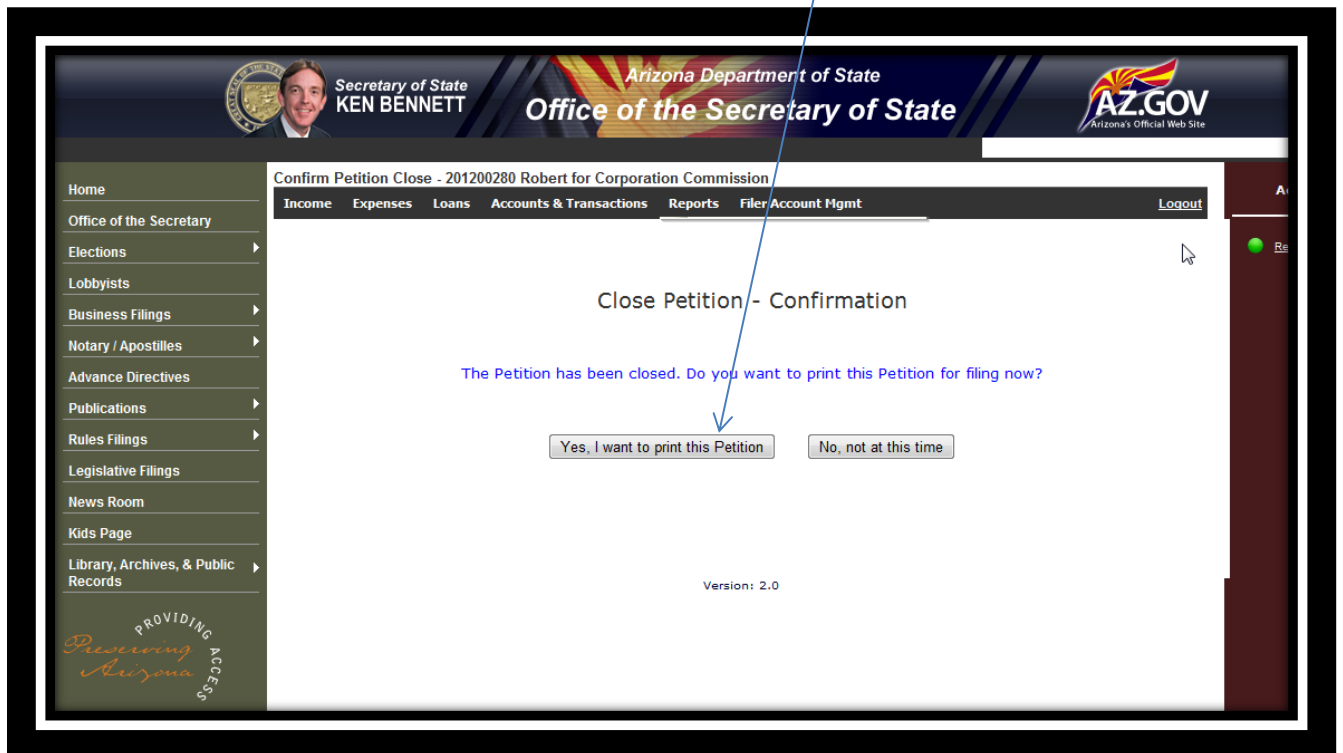 Secretary of State
KEN BENNETT
Arizona Department of State
Office of the Secretary of State
AZ.GOV
Arizona's Official Web Site
Home
Office of the Secretary
Elections
Lobbyists
Business Filings
Notary / Apostilles
Advance Directives
Publications
Rules Filings
Legislative Filings
News Room
Kids Page
Library, Archives, & Public
Records
PROVIDING ACCESS
Preserving
Arizona
Confirm Petition Close - 201200280 Robert for Corporation Commission
Income Expenses Loans Accounts & Transactions Reports Filer Account Mgmt Logout
Close Petition - Confirmation
The Petition has been closed. Do you want to print this Petition for filing now?
Yes, I want to print this Petition No, not at this time
Version: 2.0
A
Re